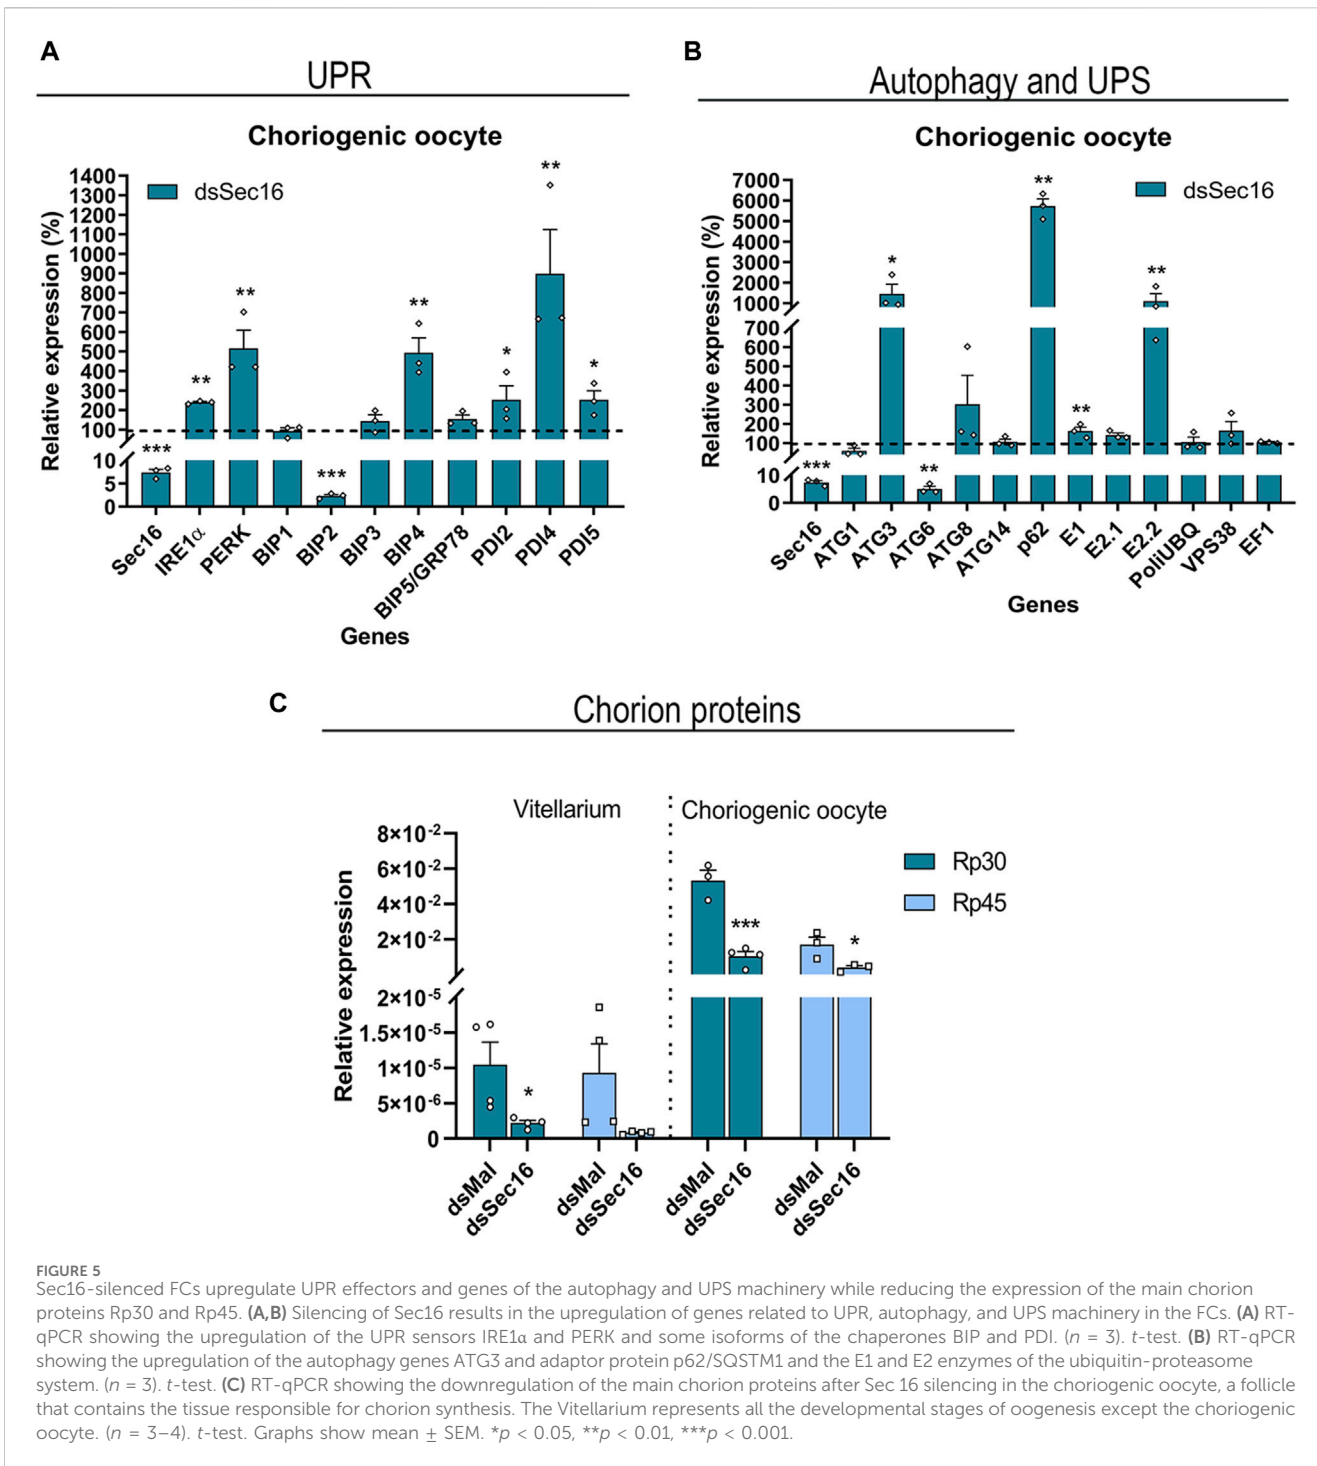 A
UPR
Choriogenic oocyte
dsSec16
Relative expression (%)
1400
1300
1200
1100
1000
900
800
700
600
500
400
300
200
100
10
5
0
**
**
**
**
*
*
***
***
Sec16
IRE1α
PERK
BIP1
BIP2
BIP3
BIP4
BIP5/GRP78
PDI2
PDI4
PDI5
Genes
B
Autophagy and UPS
Choriogenic oocyte
dsSec16
Relative expression (%)
7000
6000
5000
4000
3000
2000
1000
700
600
500
400
300
200
100
10
0
***
*
**
**
**
**
Sec16
ATG1
ATG3
ATG6
ATG8
ATG14
p62
E1
E2.1
E2.2
PoliUBQ
VPS38
EF1
Genes
C
Chorion proteins
Vitellarium
Choriogenic oocyte
Rp30
Rp45
Relative expression
8×10-2
6×10-2
4×10-2
2×10-2
2×10-5
1.5×10-5
1×10-5
5×10-6
0
*
***
*
dsMal
dsSec16
dsMal
dsSec16
dsMal
dsSec16
dsMal
dsSec16
FIGURE 5
Sec16-silenced FCs upregulate UPR effectors and genes of the autophagy and UPS machinery while reducing the expression of the main chorion
proteins Rp30 and Rp45. (A,B) Silencing of Sec16 results in the upregulation of genes related to UPR, autophagy, and UPS machinery in the FCs. (A) RT-
qPCR showing the upregulation of the UPR sensors IRE1α and PERK and some isoforms of the chaperones BIP and PDI. (n = 3). t-test. (B) RT-qPCR
showing the upregulation of the autophagy genes ATG3 and adaptor protein p62/SQSTM1 and the E1 and E2 enzymes of the ubiquitin-proteasome
system. (n = 3). t-test. (C) RT-qPCR showing the downregulation of the main chorion proteins after Sec 16 silencing in the choriogenic oocyte, a follicle
that contains the tissue responsible for chorion synthesis. The Vitellarium represents all the developmental stages of oogenesis except the choriogenic
oocyte. (n = 3–4). t-test. Graphs show mean ± SEM. *p < 0.05, **p < 0.01, ***p < 0.001.